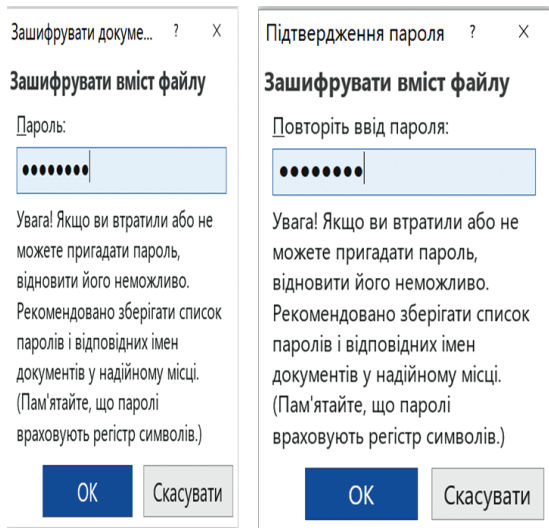 Зашифрувати докуме... ? X
Зашифрувати вміст файлу
Пароль:
••••••••
Увага! Якщо ви втратили або не
можете пригадати пароль,
відновити його неможливо.
Рекомендовано зберігати список
паролів і відповідних імен
документів у надійному місці.
(Пам'ятайте, що паролі
враховують регістр символів.)
ОК Скасувати
Підтвердження пароля ? X
Зашифрувати вміст файлу
Повторіть ввід пароля:
••••••••
Увага! Якщо ви втратили або не
можете пригадати пароль,
відновити його неможливо.
Рекомендовано зберігати список
паролів і відповідних імен
документів у надійному місці.
(Пам'ятайте, що паролі
враховують регістр символів.)
ОК Скасувати